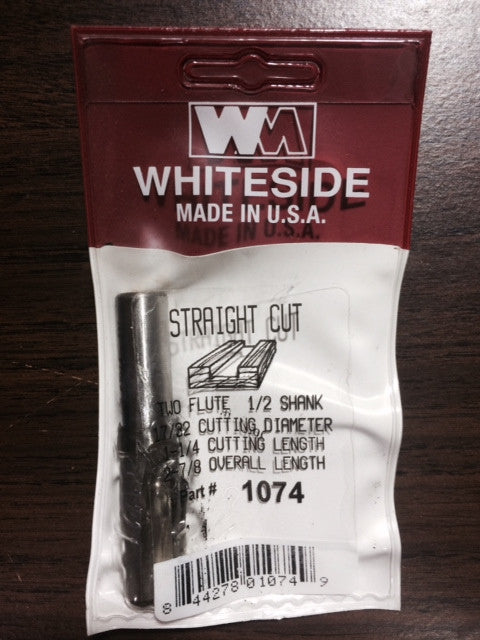 WM
WHITESIDE
MADE IN U.S.A.
STRAIGHT CUT
TWO FLUTE 1/2 SHANK
17/32 CUTTING DIAMETER
1-1/4 CUTTING LENGTH
2-7/8 OVERALL LENGTH
Part # 1074
8 44278 01074 9